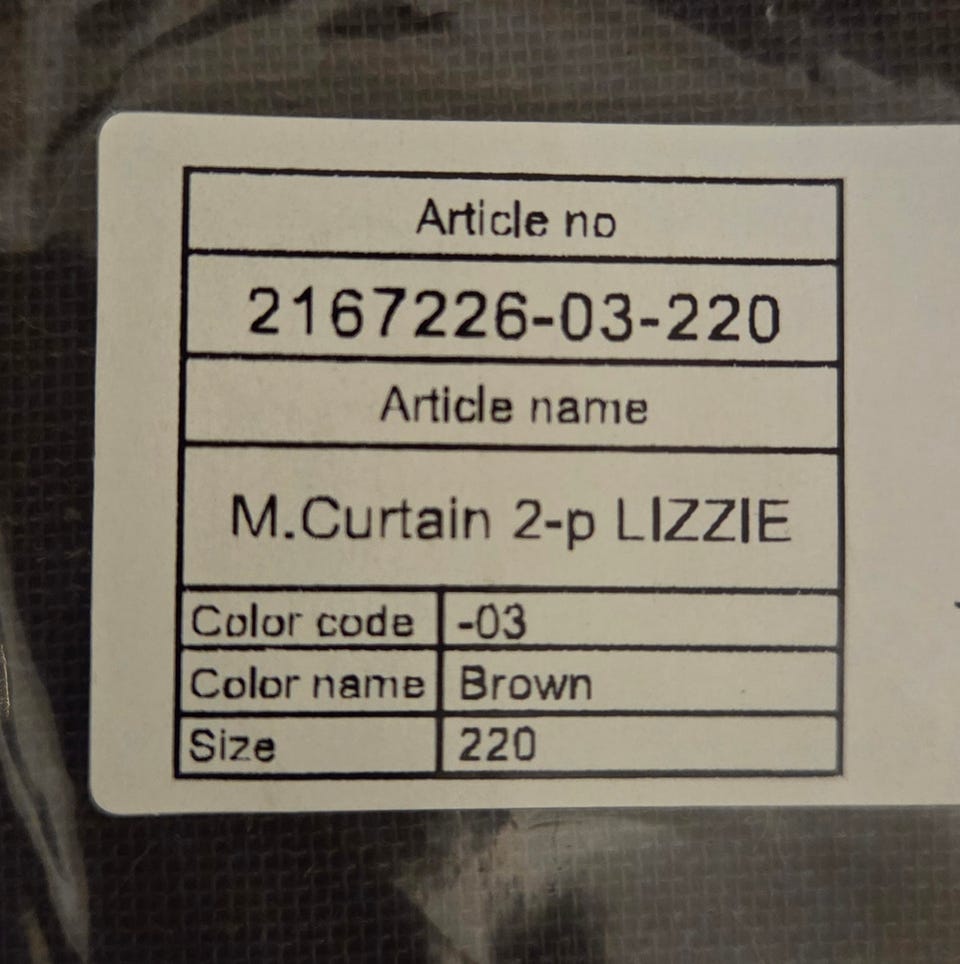 Article no
2167226-03-220
Article name
M.Curtain 2-p LIZZIE
Color code -03
Color name Brown
Size 220